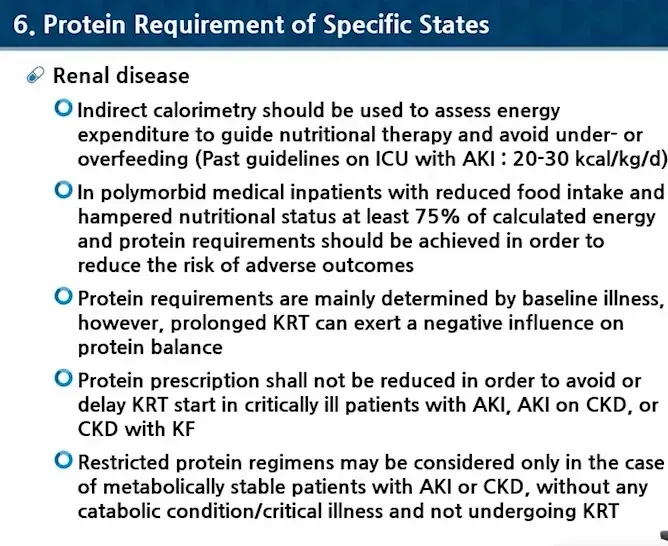 6. Protein Requirement of Specific States
Renal disease
Indirect calorimetry should be used to assess energy
expenditure to guide nutritional therapy and avoid under- or
overfeeding (Past guidelines on ICU with AKI : 20-30 kcal/kg/d)
In polymorbid medical inpatients with reduced food intake and
hampered nutritional status at least 75% of calculated energy
and protein requirements should be achieved in order to
reduce the risk of adverse outcomes
Protein requirements are mainly determined by baseline illness,
however, prolonged KRT can exert a negative influence on
protein balance
Protein prescription shall not be reduced in order to avoid or
delay KRT start in critically ill patients with AKI, AKI on CKD, or
CKD with KF
Restricted protein regimens may be considered only in the case
of metabolically stable patients with AKI or CKD, without any
catabolic condition/critical illness and not undergoing KRT